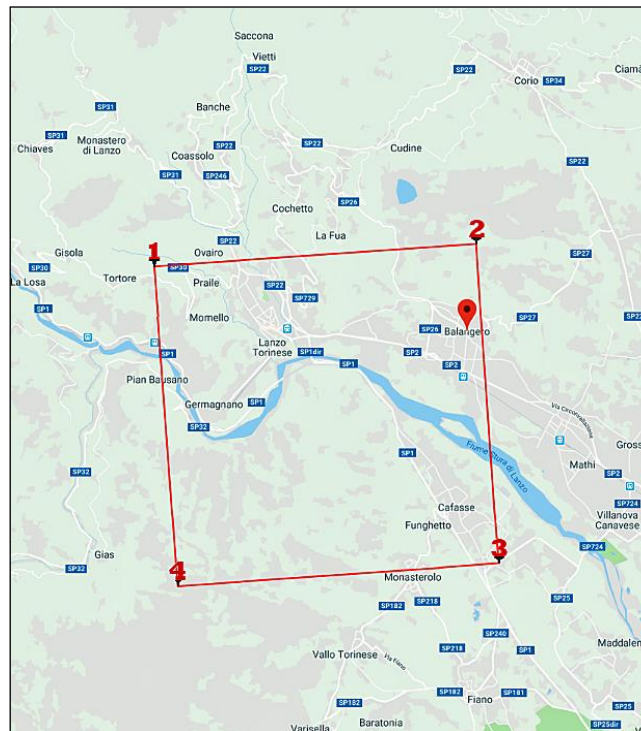 Saccona
Vietti
SP22
SP22
Corio
SP34
Ciamà
Banche
SP31
SP31
Monastero
di Lanzo
Chiaves
SP22
Coassolo
SP31
SP246
SP22
Cudine
SP22
SP26
Cochetto
La Fua
2
1
Ovairo
SP22
Gisola
SP30
SP30
La Losa
Tortore
Praile
SP27
SP1
Momello
SP22
SP729
SP26
Balangero
SP27
Lanzo
Torinese
SP1dir
SP2
SP1
SP1
SP2
Pian Bausano
Germagnano
SP1
SP32
Via Circonvallazione
SP32
SP1
Fiume Stura di Lanzo
Mathi
Gross
SP2
SP724
Cafasse
Villanova
Canavese
Funghetto
3
SP724
Gias
SP32
4
Monasterolo
SP182
SP218
SP25
SP240
SP218
SP1
Maddalen
Vallo Torinese
Via Fiano
SP182
SP181
Fiano
SP182
SP25
Varisella
Baratonia
SP25dir